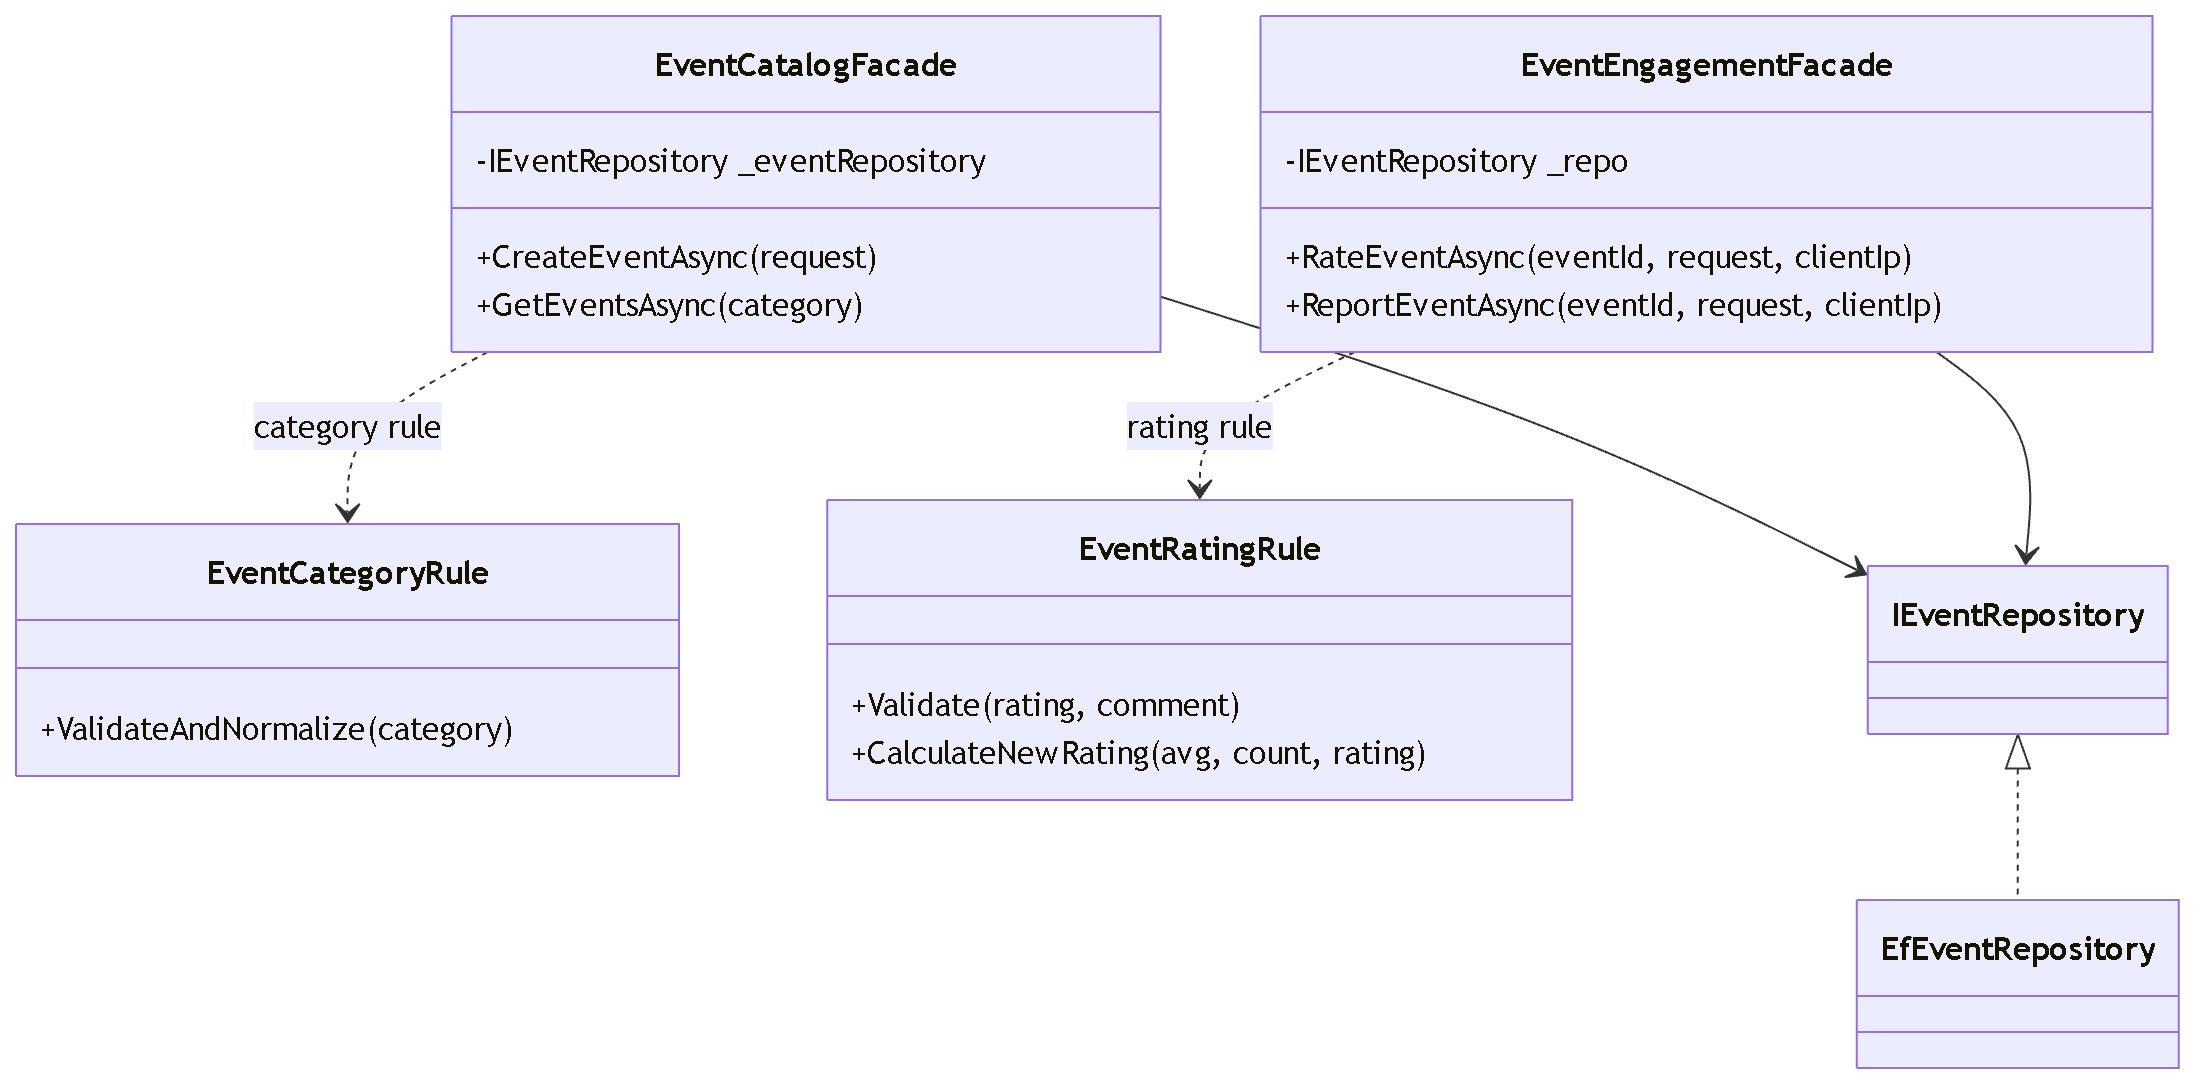 EventCatalogFacade
-IEventRepository _eventRepository
+CreateEventAsync(request)
+GetEventsAsync(category)
EventEngagementFacade
-IEventRepository _repo
+RateEventAsync(eventId, request, clientIp)
+ReportEventAsync(eventId, request, clientIp)
category rule
rating rule
EventCategoryRule
+ValidateAndNormalize(category)
EventRatingRule
+Validate(rating, comment)
+CalculateNewRating(avg, count, rating)
IEventRepository
EfEventRepository